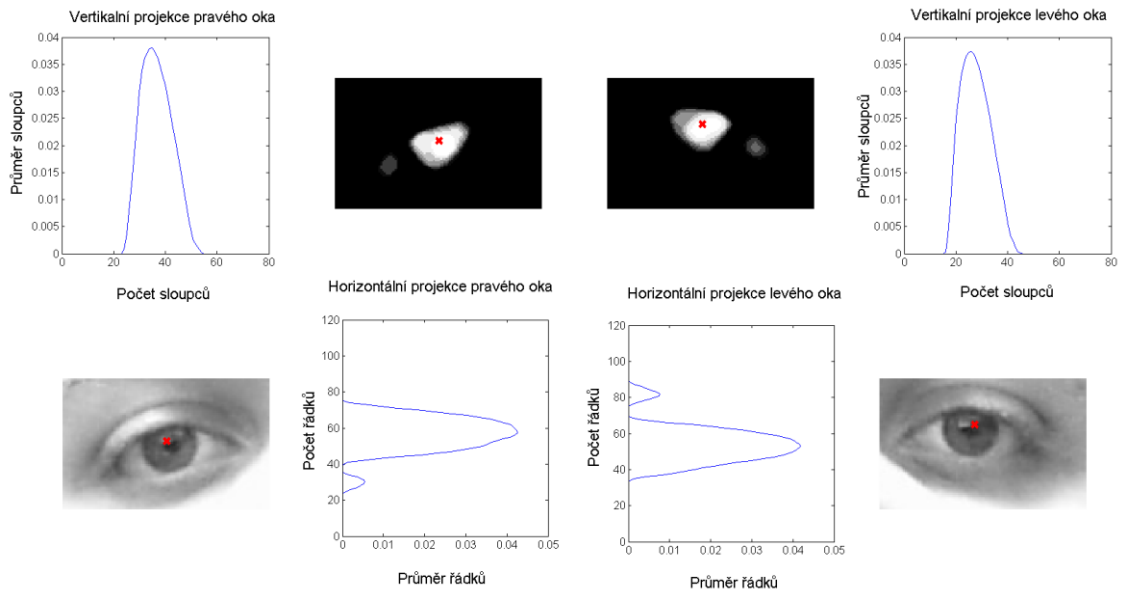 Vertikalní projekce pravého oka
Vertikalní projekce levého oka
0.04
0.035
0.03
0.025
0.02
0.015
0.01
0.005
0
Průměr sloupců
0 20 40 60 80
Počet sloupců
0.04
0.035
0.03
0.025
0.02
0.015
0.01
0.005
0
Průměr sloupců
0 20 40 60 80
Počet sloupců
Horizontální projekce pravého oka
120
100
80
60
40
20
0
Počet řádků
0 0.01 0.02 0.03 0.04 0.05
Průměr řádků
Horizontální projekce levého oka
120
100
80
60
40
20
0
Počet řádků
0 0.01 0.02 0.03 0.04 0.05
Průměr řádků